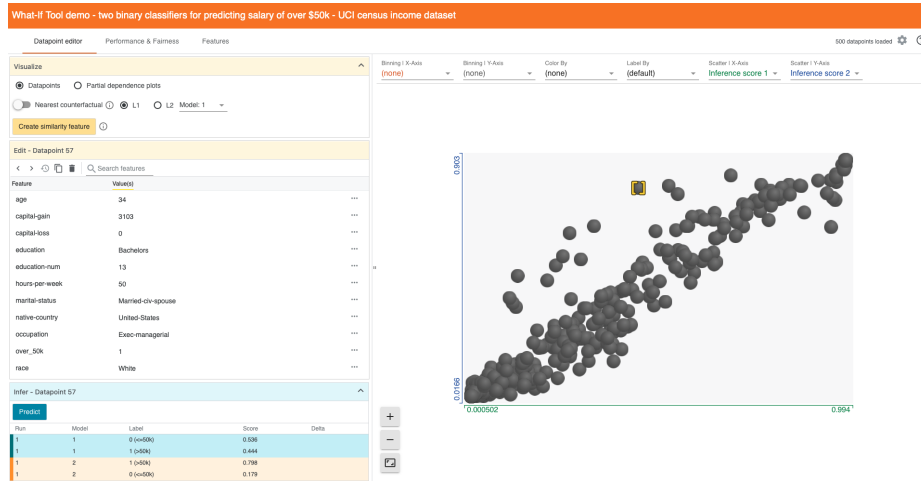 What-If Tool demo - two binary classifiers for predicting salary of over $50k - UCI census income dataset
Datapoint editor Performance & Fairness Features 500 datapoints loaded
Visualize
Datapoints Partial dependence plots
Nearest counterfactual L1 L2 Model: 1
Create similarity feature
Binning | X-Axis Binning | Y-Axis Color By Label By Scatter | X-Axis Scatter | Y-Axis
(none) (none) (none) (default) Inference score 1 Inference score 2
Edit - Datapoint 57
Search features
Feature Value(s)
age 34
capital-gain 3103
capital-loss 0
education Bachelors
education-num 13
hours-per-week 50
marital-status Married-civ-spouse
native-country United-States
occupation Exec-managerial
over_50k 1
race White
Infer - Datapoint 57
Predict
Run Model Label Score Delta
1 1 0 (<=50k) 0.536
1 1 1 (>50k) 0.444
1 2 1 (>50k) 0.798
1 2 0 (<=50k) 0.179
0.903
0.0166
0.000502 0.994